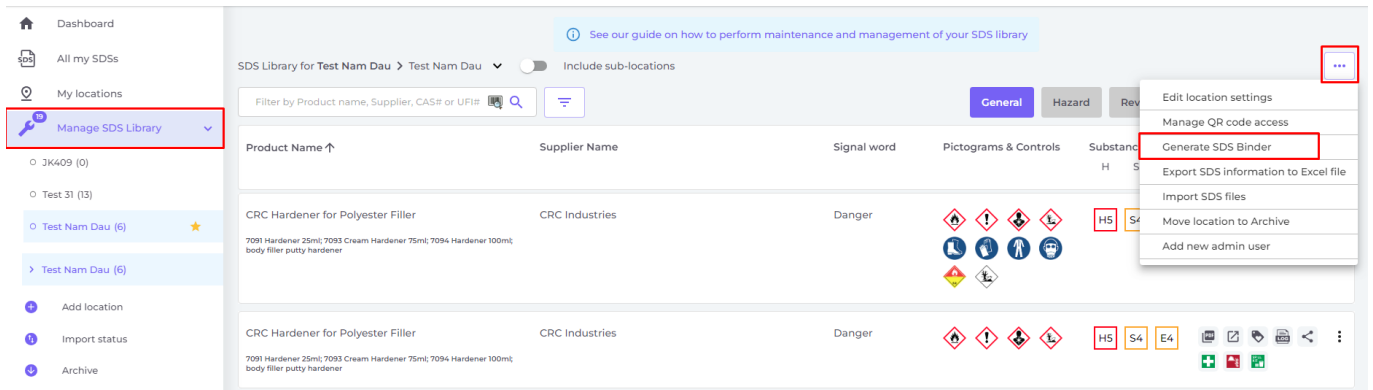 Dashboard
All my SDSs
My locations
19
Manage SDS Library
JK409 (0)
Test 31 (13)
Test Nam Dau (6)
Test Nam Dau (6)
Add location
Import status
Archive
See our guide on how to perform maintenance and management of your SDS library
SDS Library for Test Nam Dau > Test Nam Dau Include sub-locations
Filter by Product name, Supplier, CAS# or UFI#
General Hazard Rev
Edit location settings
Manage QR code access
Generate SDS Binder
Export SDS information to Excel file
Import SDS files
Move location to Archive
Add new admin user
Product Name Supplier Name Signal word Pictograms & Controls Substanc
H S
CRC Hardener for Polyester Filler CRC Industries Danger H5 S4
7091 Hardener 25ml; 7093 Cream Hardener 75ml; 7094 Hardener 100ml;
body filler putty hardener
CRC Hardener for Polyester Filler CRC Industries Danger H5 S4 E4
7091 Hardener 25ml; 7093 Cream Hardener 75ml; 7094 Hardener 100ml;
body filler putty hardener